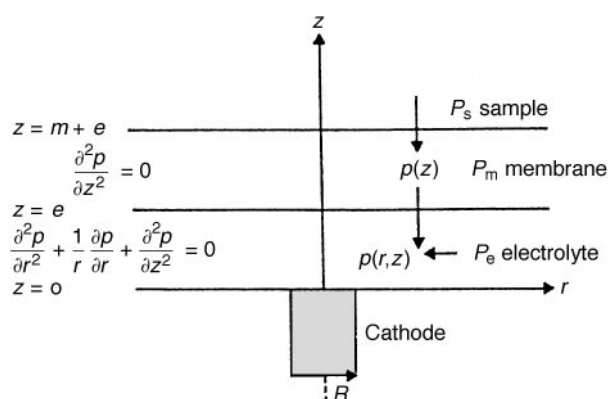 z
P_s sample
z = m + e
∂²p/∂z² = 0
p(z) P_m membrane
z = e
∂²p/∂r² + 1/r ∂p/∂r + ∂²p/∂z² = 0
p(r,z) P_e electrolyte
z = o
r
Cathode
R